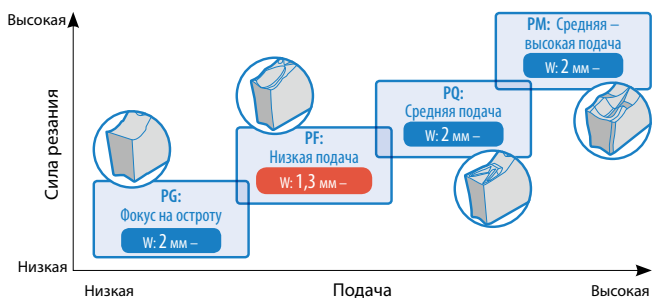 Высокая
PM: Средняя –
высокая подача
W: 2 мм –
PQ:
Средняя подача
W: 2 мм –
PF:
Низкая подача
W: 1,3 мм –
PG:
Фокус на остроту
W: 2 мм –
Сила резания
Низкая
Низкая
Подача
Высокая